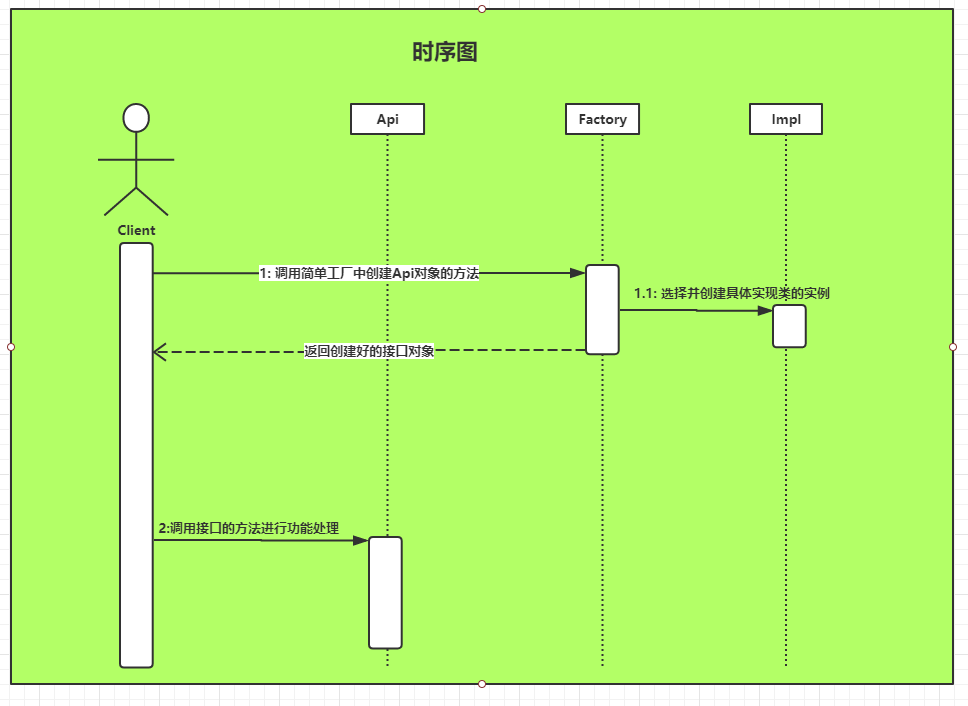 时序图
Api
Factory
Impl
Client
1: 调用简单工厂中创建Api对象的方法
1.1: 选择并创建具体实现类的实例
返回创建好的接口对象
2:调用接口的方法进行功能处理